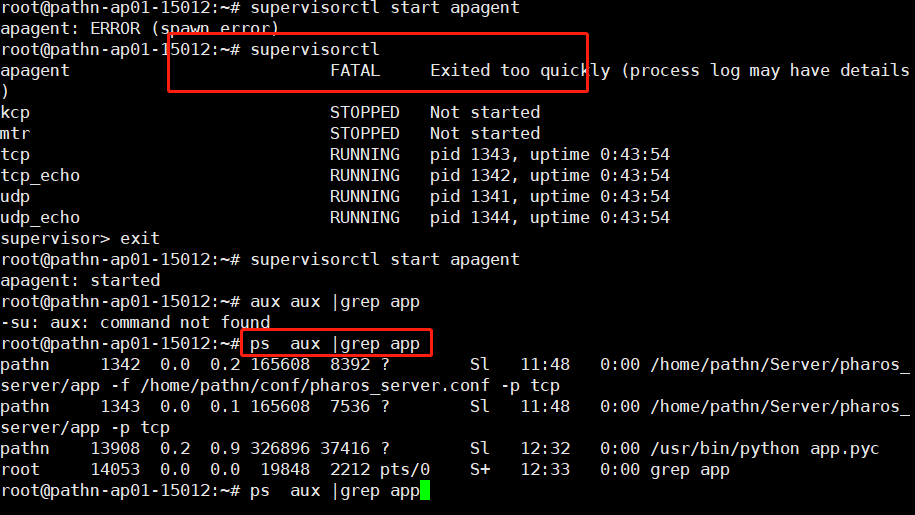 root@pathn-ap01-15012:~# supervisorctl start apagent
apagent: ERROR (spawn error)
root@pathn-ap01-15012:~# supervisorctl
apagent                          FATAL     Exited too quickly (process log may have details
)
kcp                              STOPPED   Not started
mtr                              STOPPED   Not started
tcp                              RUNNING   pid 1343, uptime 0:43:54
tcp_echo                         RUNNING   pid 1342, uptime 0:43:54
udp                              RUNNING   pid 1341, uptime 0:43:54
udp_echo                         RUNNING   pid 1344, uptime 0:43:54
supervisor> exit
root@pathn-ap01-15012:~# supervisorctl start apagent
apagent: started
root@pathn-ap01-15012:~# aux aux |grep app
-su: aux: command not found
root@pathn-ap01-15012:~# ps  aux |grep app
pathn     1342  0.0  0.2 165608  8392 ?        Sl   11:48   0:00 /home/pathn/Server/pharos_
server/app -f /home/pathn/conf/pharos_server.conf -p tcp
pathn     1343  0.0  0.1 165608  7536 ?        Sl   11:48   0:00 /home/pathn/Server/pharos_
server/app -p tcp
pathn    13908  0.2  0.9 326896 37416 ?        Sl   12:32   0:00 /usr/bin/python app.pyc
root     14053  0.0  0.0  19848  2212 pts/0    S+   12:33   0:00 grep app
root@pathn-ap01-15012:~# ps  aux |grep app